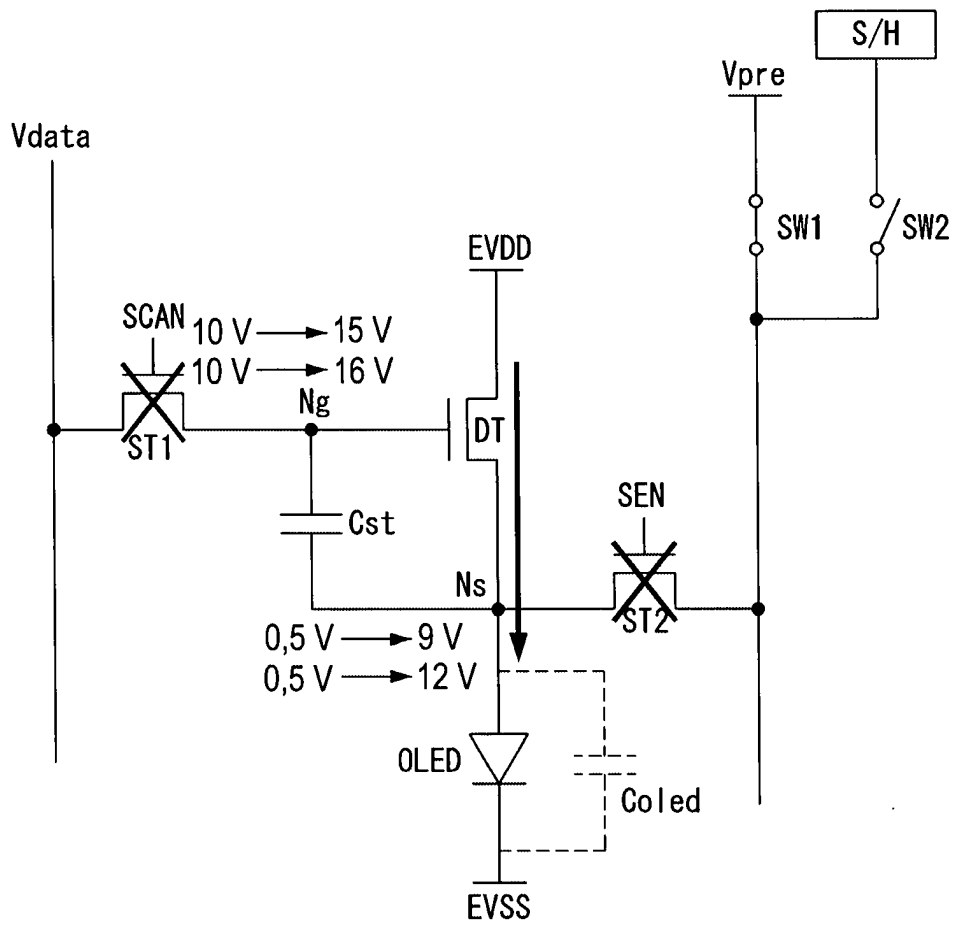 S/H
Vpre
Vdata
SW1
SW2
EVDD
SCAN
10 V 15 V
10 V 16 V
Ng
DT
ST1
SEN
Cst
Ns
ST2
0,5 V 9 V
0,5 V 12 V
OLED
Coled
EVSS